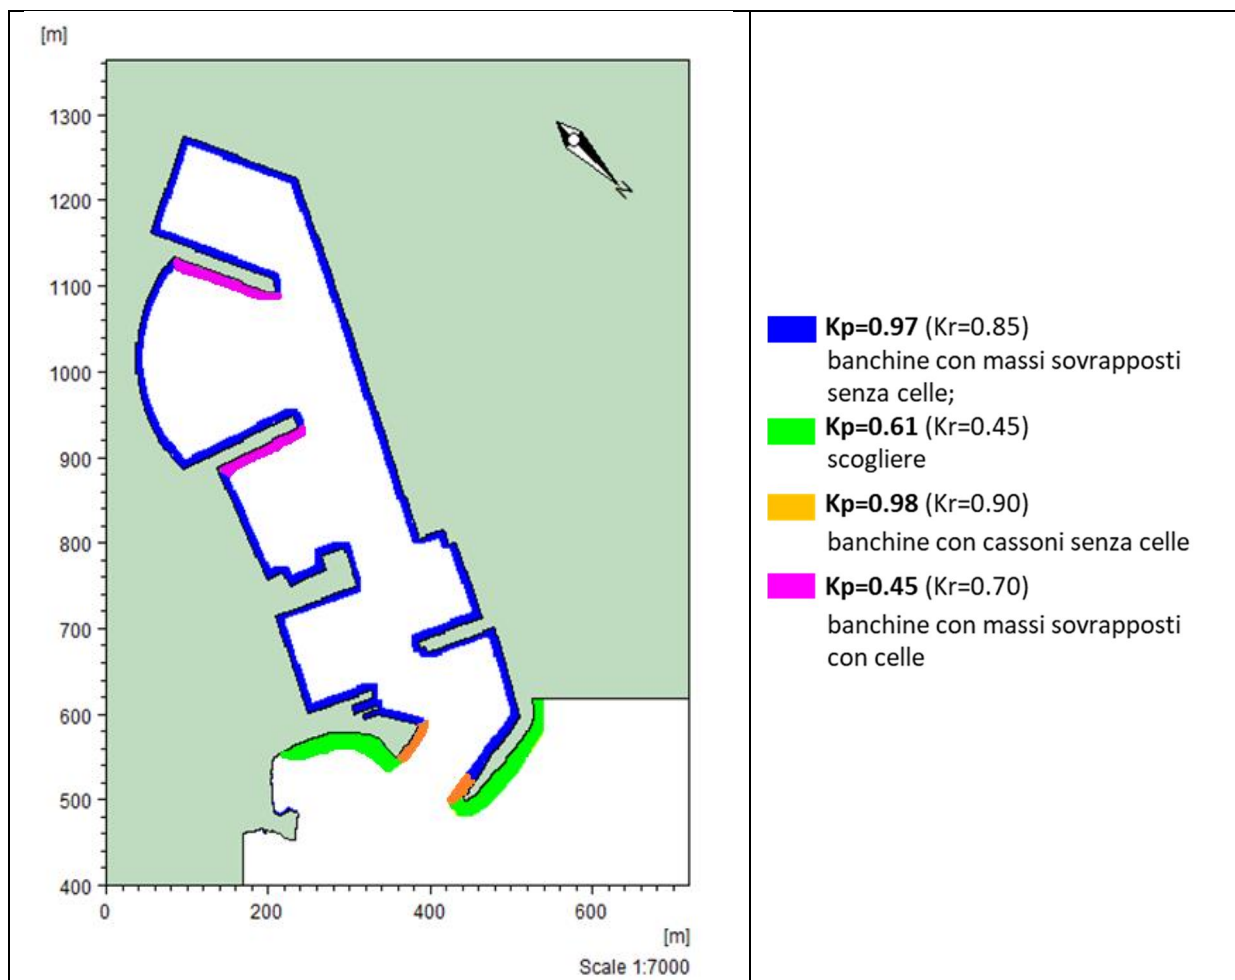 [m]
1300
1200
1100
1000
900
800
700
600
500
400
0
200
400
600
[m]
Scale 1:7000
N
Kp=0.97 (Kr=0.85)
banchine con massi sovrapposti
senza celle;
Kp=0.61 (Kr=0.45)
scogliere
Kp=0.98 (Kr=0.90)
banchine con cassoni senza celle
Kp=0.45 (Kr=0.70)
banchine con massi sovrapposti
con celle